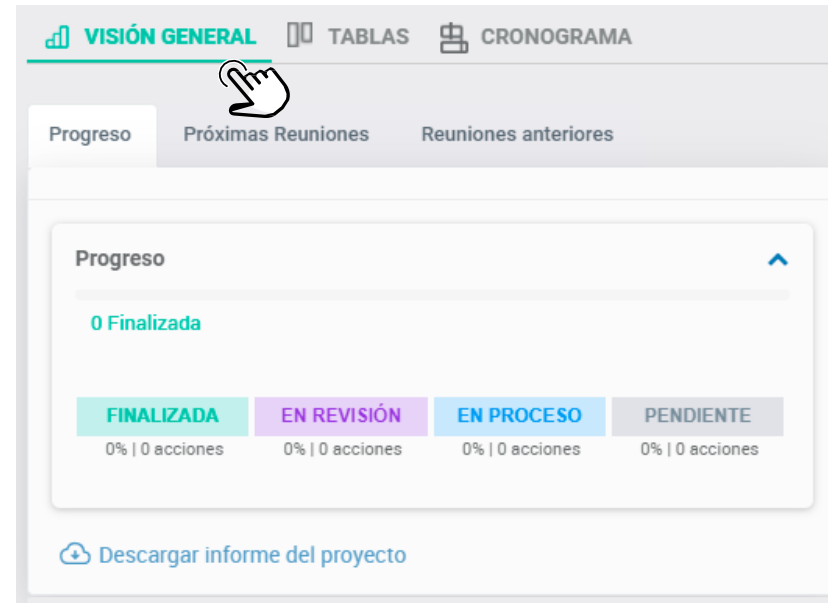 VISIÓN GENERAL TABLAS CRONOGRAMA
Progreso Próximas Reuniones Reuniones anteriores
Progreso
0 Finalizada
FINALIZADA EN REVISIÓN EN PROCESO PENDIENTE
0% | 0 acciones 0% | 0 acciones 0% | 0 acciones 0% | 0 acciones
Descargar informe del proyecto